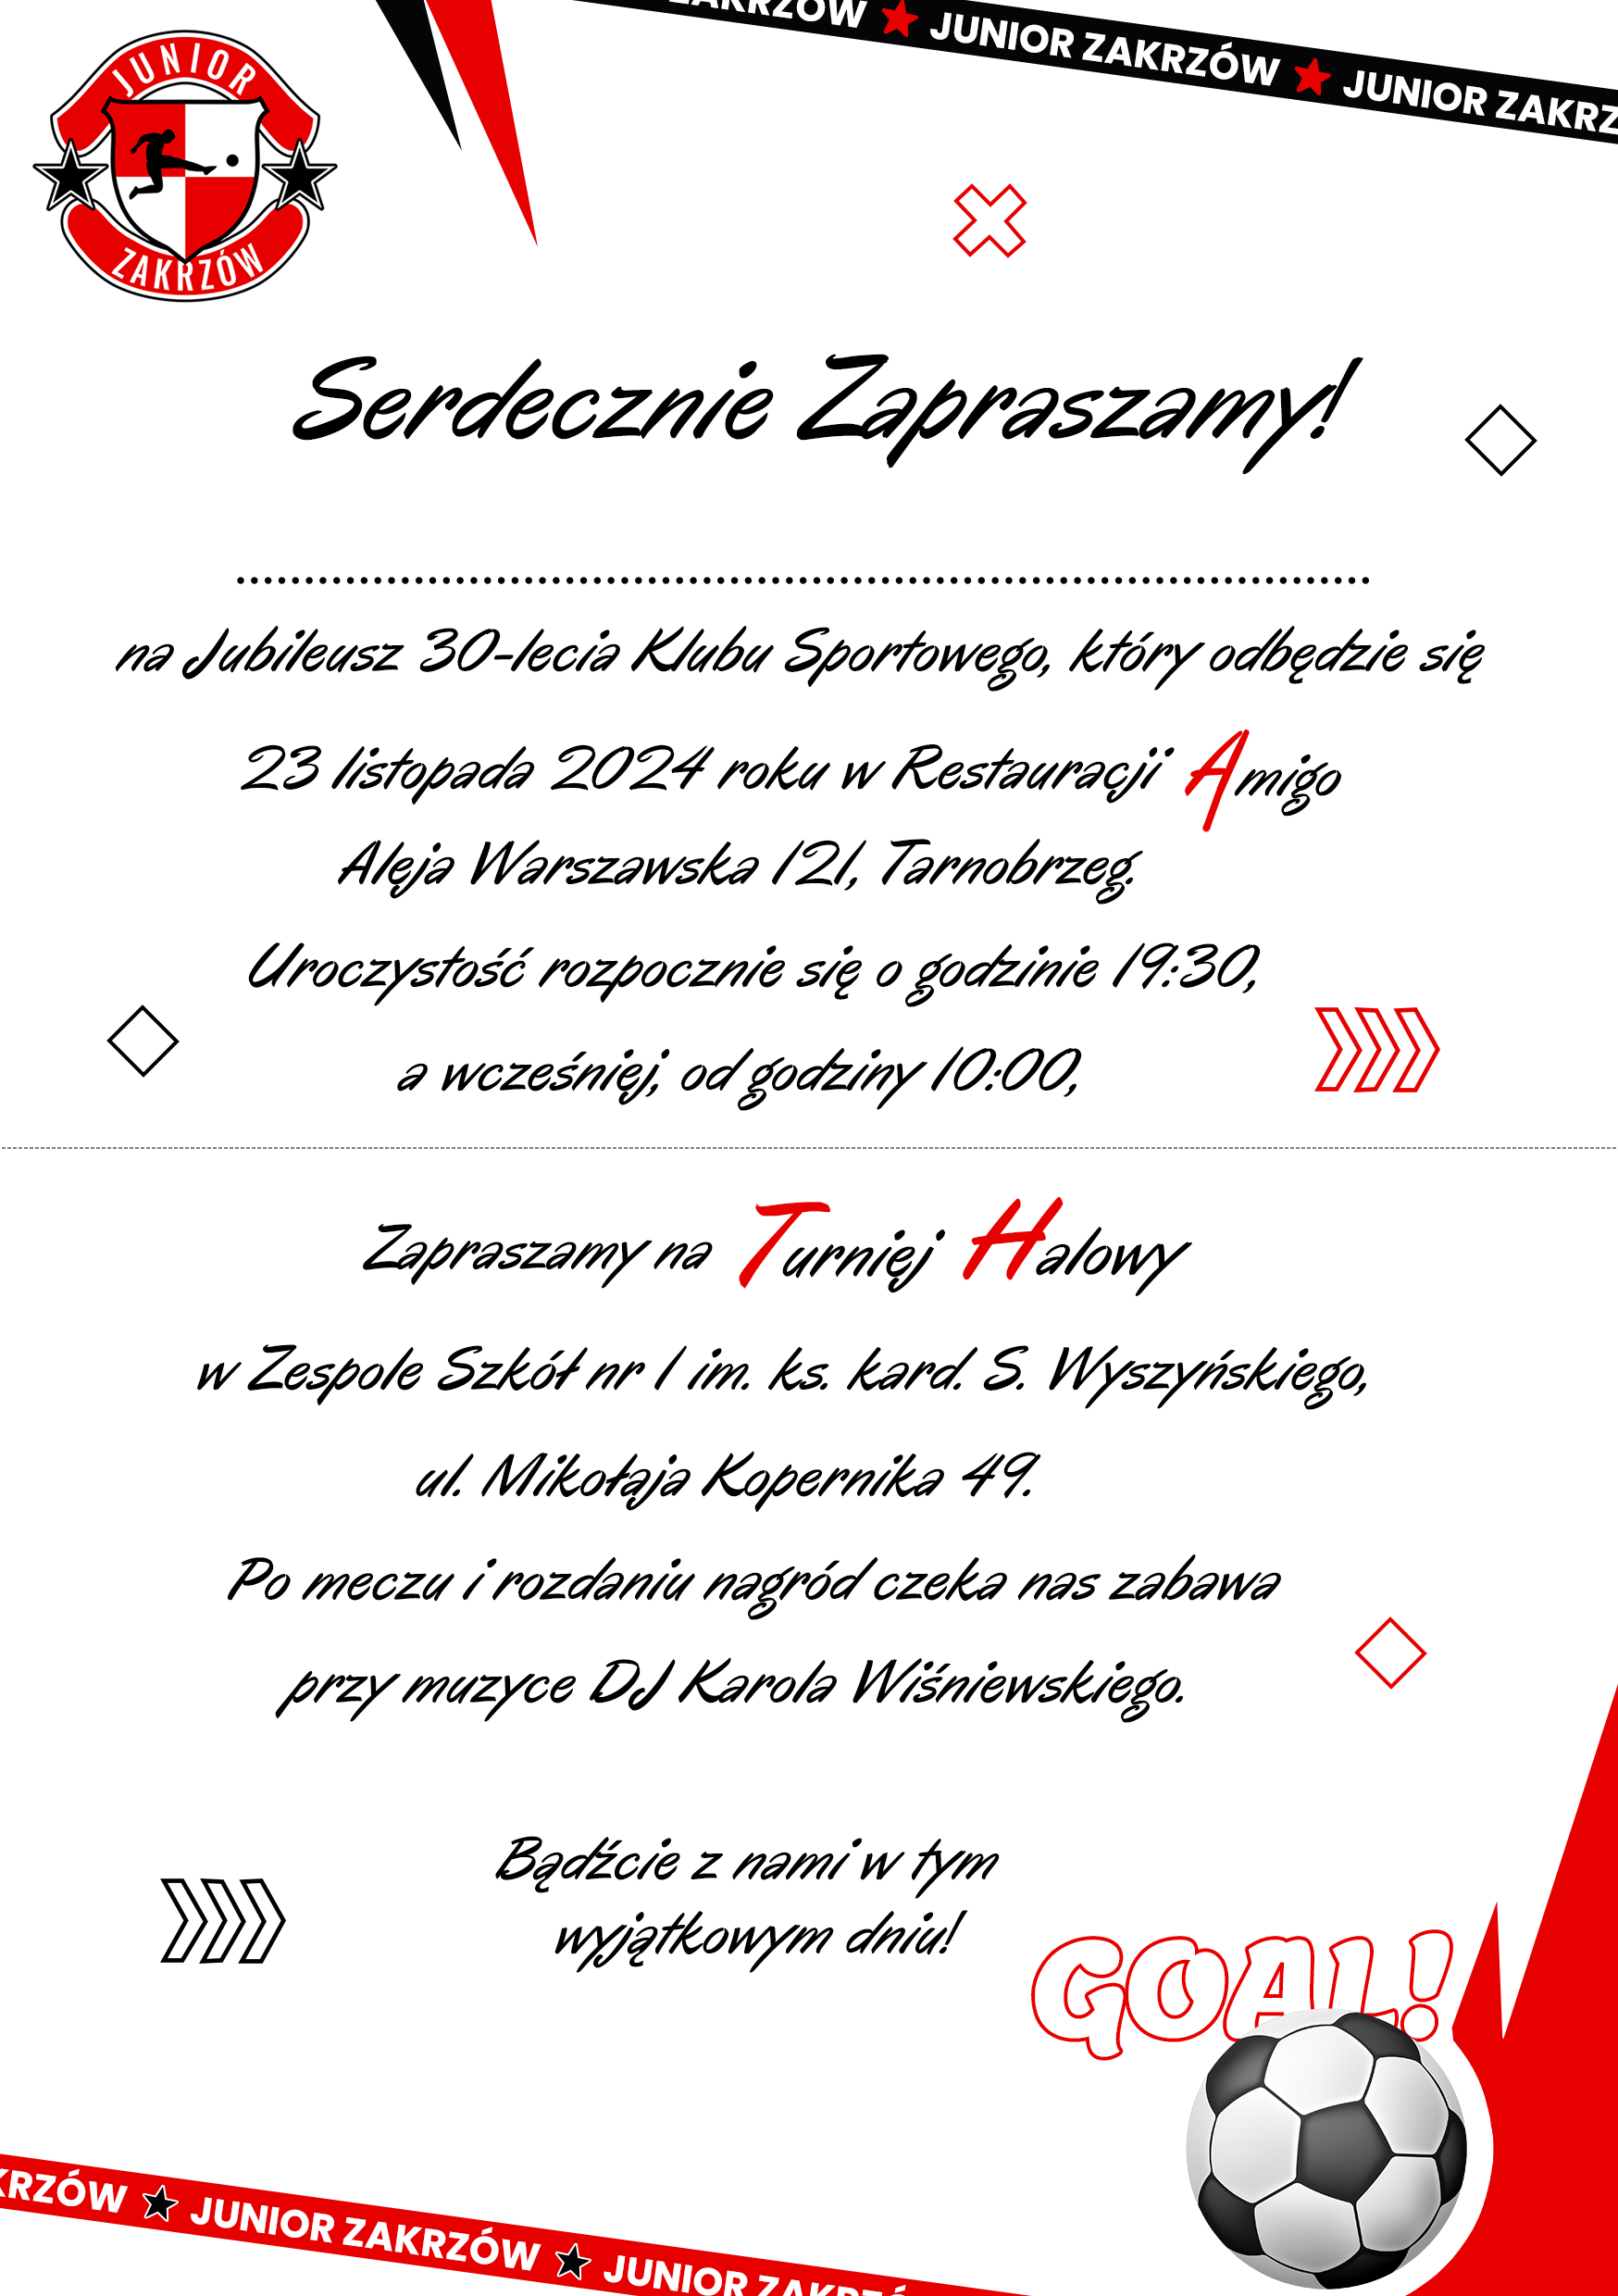 ZAKRZÓW ★ JUNIOR ZAKRZÓW ★ JUNIOR ZAKRZ
JUNIOR
ZAKRZÓW
Serdecznie Zapraszamy!
na Jubileusz 30-lecia Klubu Sportowego, który odbędzie się
23 listopada 2024 roku w Restauracji Amigo
Aleja Warszawska 121, Tarnobrzeg.
Uroczystość rozpocznie się o godzinie 19:30,
a wcześniej, od godziny 10:00,
Zapraszamy na Turniej Halowy
w Zespole Szkół nr 1 im. ks. kard. S. Wyszyńskiego,
ul. Mikołaja Kopernika 49.
Po meczu i rozdaniu nagród czeka nas zabawa
przy muzyce DJ Karola Wiśniewskiego.
Bądźcie z nami w tym
wyjątkowym dniu!
GOAL!
KRZÓW ★ JUNIOR ZAKRZÓW ★ JUNIOR ZAKRZÓ